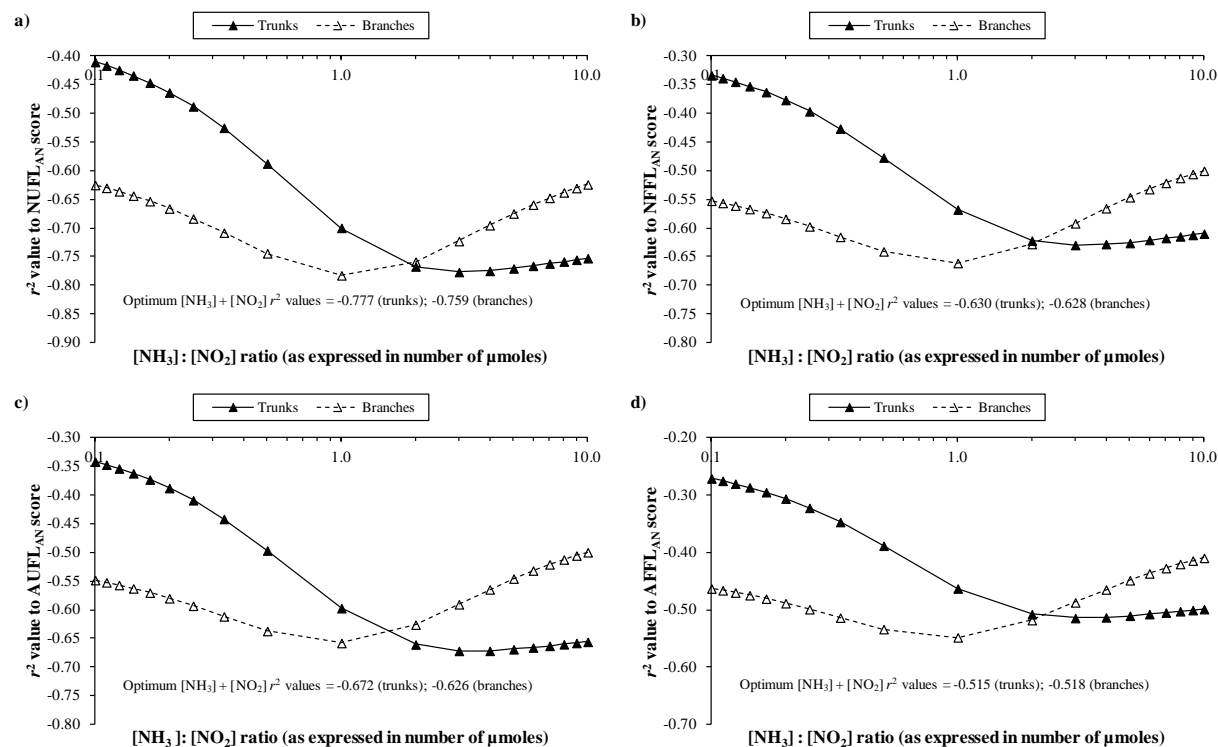 a)
Trunks Branches
-0.40
-0.45
-0.50
-0.55
-0.60
-0.65
-0.70
-0.75
-0.80
-0.85
-0.90
0.1 1.0 10.0
r² value to NUFL_AN score
Optimum [NH₃] + [NO₂] r² values = -0.777 (trunks); -0.759 (branches)
[NH₃] : [NO₂] ratio (as expressed in number of µmoles)
b)
Trunks Branches
-0.30
-0.35
-0.40
-0.45
-0.50
-0.55
-0.60
-0.65
-0.70
-0.75
-0.80
0.1 1.0 10.0
r² value to NFFL_AN score
Optimum [NH₃] + [NO₂] r² values = -0.630 (trunks); -0.628 (branches)
[NH₃] : [NO₂] ratio (as expressed in number of µmoles)
c)
Trunks Branches
-0.30
-0.35
-0.40
-0.45
-0.50
-0.55
-0.60
-0.65
-0.70
-0.75
-0.80
0.1 1.0 10.0
r² value to AUFL_AN score
Optimum [NH₃] + [NO₂] r² values = -0.672 (trunks); -0.626 (branches)
[NH₃] : [NO₂] ratio (as expressed in number of µmoles)
d)
Trunks Branches
-0.20
-0.30
-0.40
-0.50
-0.60
-0.70
0.1 1.0 10.0
r² value to AFFL_AN score
Optimum [NH₃] + [NO₂] r² values = -0.515 (trunks); -0.518 (branches)
[NH₃] : [NO₂] ratio (as expressed in number of µmoles)